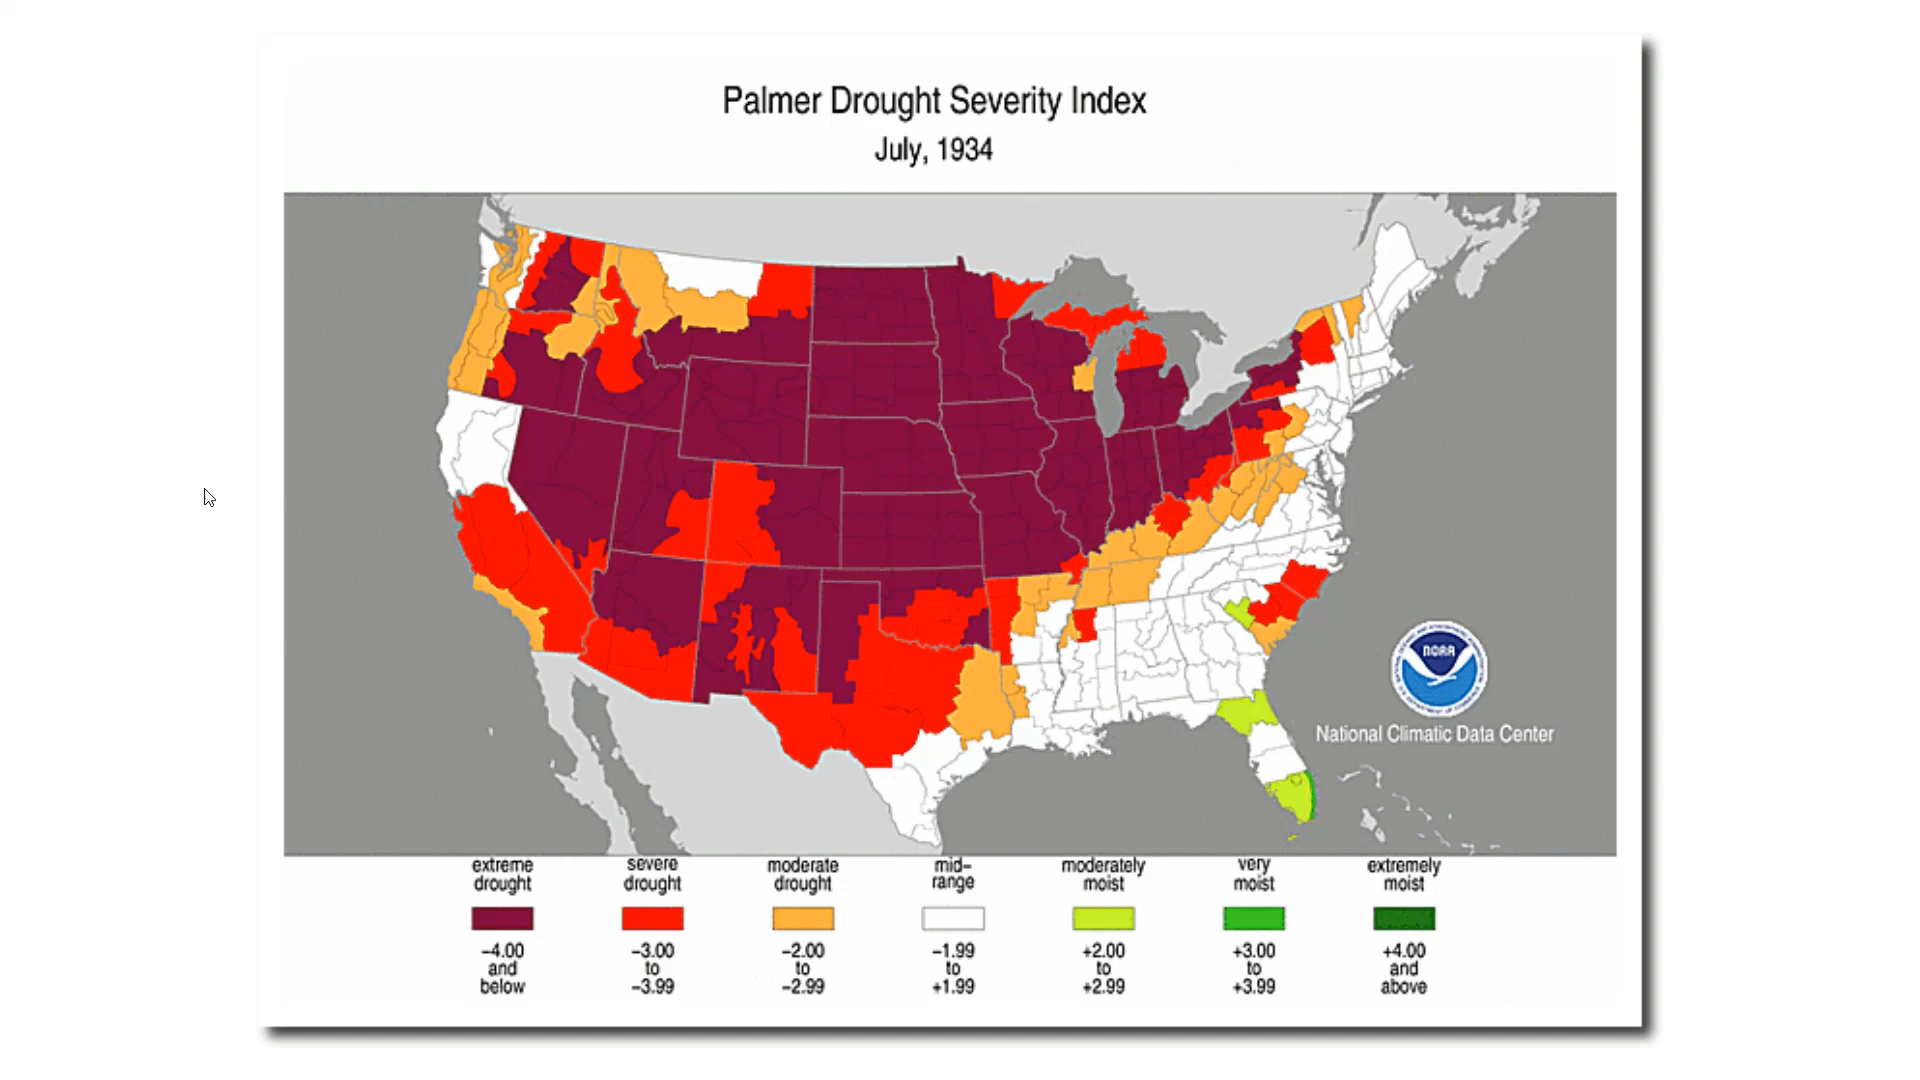 Palmer Drought Severity Index
July, 1934
NOAA
National Climatic Data Center
extreme
drought
severe
drought
moderate
drought
mid-
range
moderately
moist
very
moist
extremely
moist
-4.00
and
below
-3.00
to
-3.99
-2.00
to
-2.99
-1.99
to
+1.99
+2.00
to
+2.99
+3.00
to
+3.99
+4.00
and
above